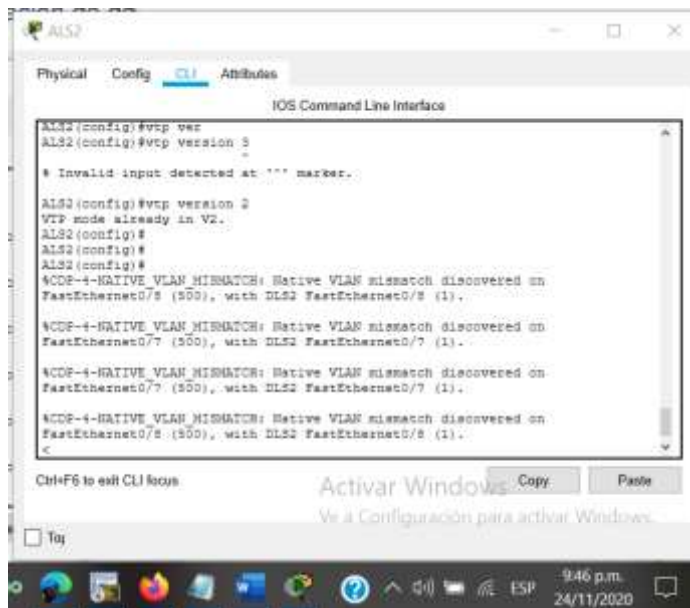 ALS2
Physical Config CLI Attributes
IOS Command Line Interface
ALS2(config)#vtp ver
ALS2(config)#vtp version 3
^
% Invalid input detected at '^' marker.
ALS2(config)#vtp version 2
VTP mode already in V2.
ALS2(config)#
ALS2(config)#
ALS2(config)#
%CDP-4-NATIVE_VLAN_MISMATCH: Native VLAN mismatch discovered on
FastEthernet0/8 (500), with DLS2 FastEthernet0/8 (1).
%CDP-4-NATIVE_VLAN_MISMATCH: Native VLAN mismatch discovered on
FastEthernet0/7 (500), with DLS2 FastEthernet0/7 (1).
%CDP-4-NATIVE_VLAN_MISMATCH: Native VLAN mismatch discovered on
FastEthernet0/7 (500), with DLS2 FastEthernet0/7 (1).
%CDP-4-NATIVE_VLAN_MISMATCH: Native VLAN mismatch discovered on
FastEthernet0/8 (500), with DLS2 FastEthernet0/8 (1).
<
Ctrl+F6 to exit CLI focus
Copy Paste
Activar Windows
Ve a Configuración para activar Windows.
Top
ESP
9:46 p.m.
24/11/2020